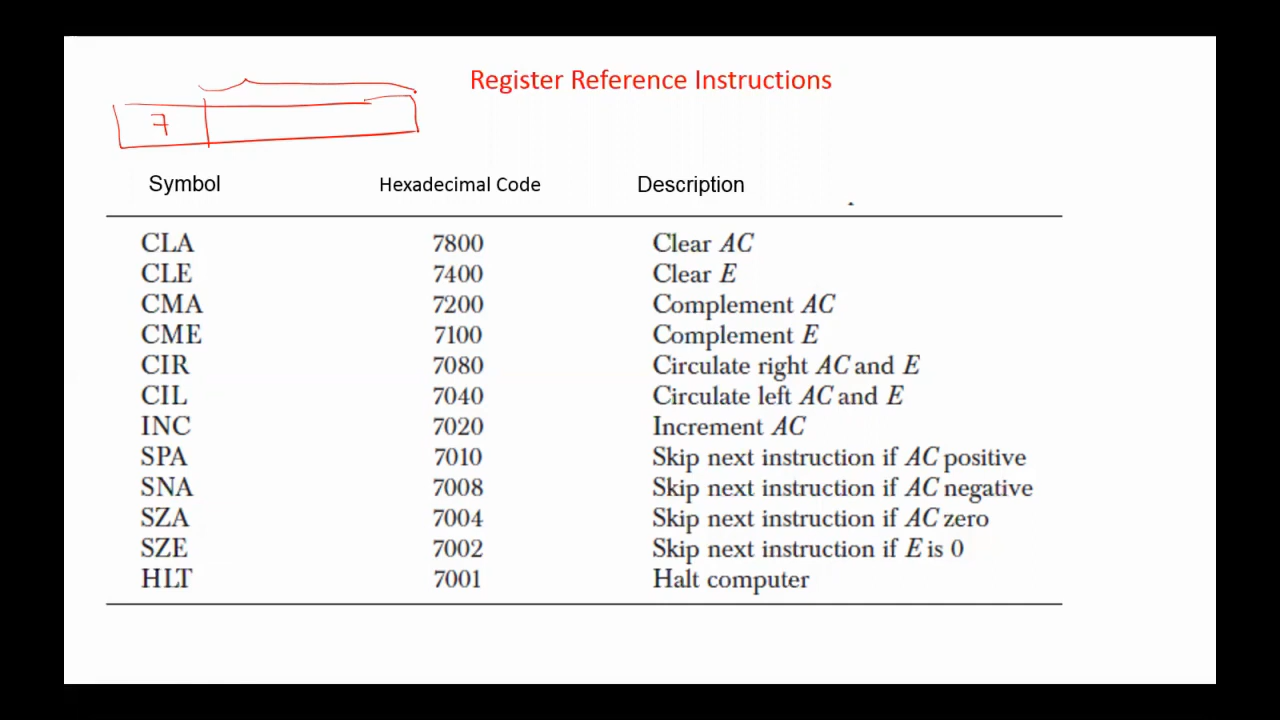 Register Reference Instructions
7
Symbol Hexadecimal Code Description
CLA 7800 Clear AC
CLE 7400 Clear E
CMA 7200 Complement AC
CME 7100 Complement E
CIR 7080 Circulate right AC and E
CIL 7040 Circulate left AC and E
INC 7020 Increment AC
SPA 7010 Skip next instruction if AC positive
SNA 7008 Skip next instruction if AC negative
SZA 7004 Skip next instruction if AC zero
SZE 7002 Skip next instruction if E is 0
HLT 7001 Halt computer